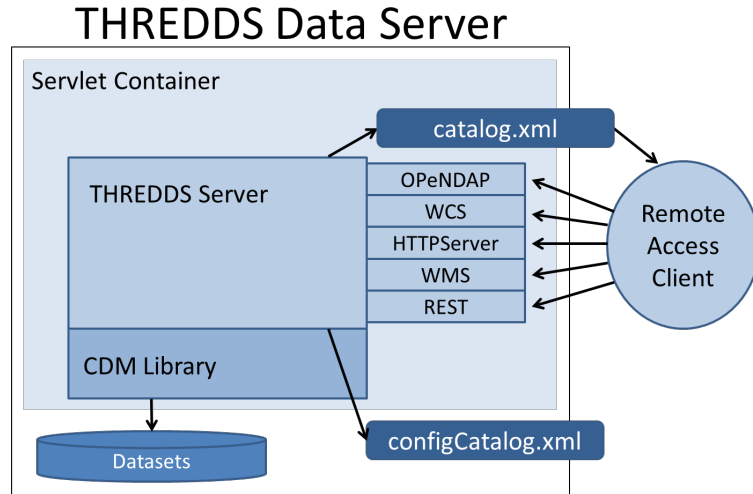 THREDDS Data Server
Servlet Container
catalog.xml
THREDDS Server
OPeNDAP
WCS
HTTPServer
WMS
REST
Remote
Access
Client
CDM Library
configCatalog.xml
Datasets